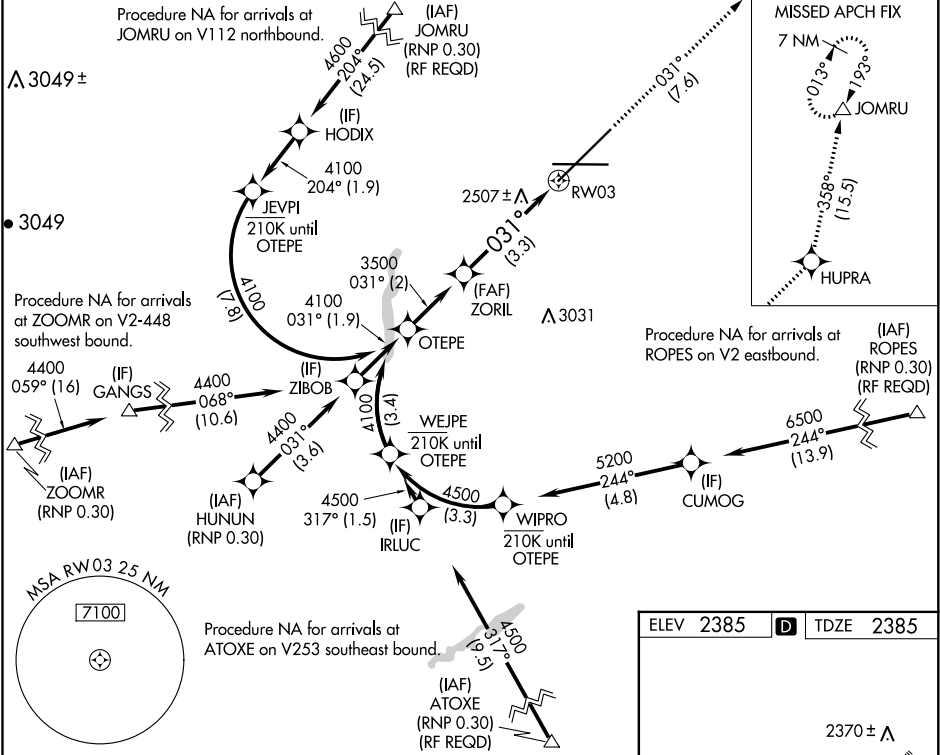 Procedure NA for arrivals at
JOMRU on V112 northbound.
(IAF)
JOMRU
(RNP 0.30)
(RF REQD)
4600
204°
(24.5)
031°
(7.6)
MISSED APCH FIX
7 NM
013°
193°
JOMRU
358°
(15.5)
HUPRA
3049 ±
(IF)
HODIX
4100
204° (1.9)
JEVPI
210K until
OTEPE
3049
4100
(7.8)
2507 ±
RW03
031°
(3.3)
3500
031° (2)
(FAF)
ZORIL
4100
031° (1.9)
OTEPE
3031
Procedure NA for arrivals
at ZOOMR on V2-448
southwest bound.
Procedure NA for arrivals at
ROPES on V2 eastbound.
(IAF)
ROPES
(RNP 0.30)
(RF REQD)
4400
059° (16)
(IF)
GANGS
4400
068°
(10.6)
(IF)
ZIBOB
4100
(3.4)
WEJPE
210K until
OTEPE
6500
244°
(13.9)
4400
031°
(3.6)
(IAF)
ZOOMR
(RNP 0.30)
(IAF)
HUNUN
(RNP 0.30)
4500
317° (1.5)
(IF)
IRLUC
4500
(3.3)
WIPRO
210K until
OTEPE
5200
244°
(4.8)
(IF)
CUMOG
MSA RW03 25 NM
7100
Procedure NA for arrivals at
ATOXE on V253 southeast bound.
4500
317°
(9.5)
(IAF)
ATOXE
(RNP 0.30)
(RF REQD)
ELEV 2385 D TDZE 2385
2370 ±